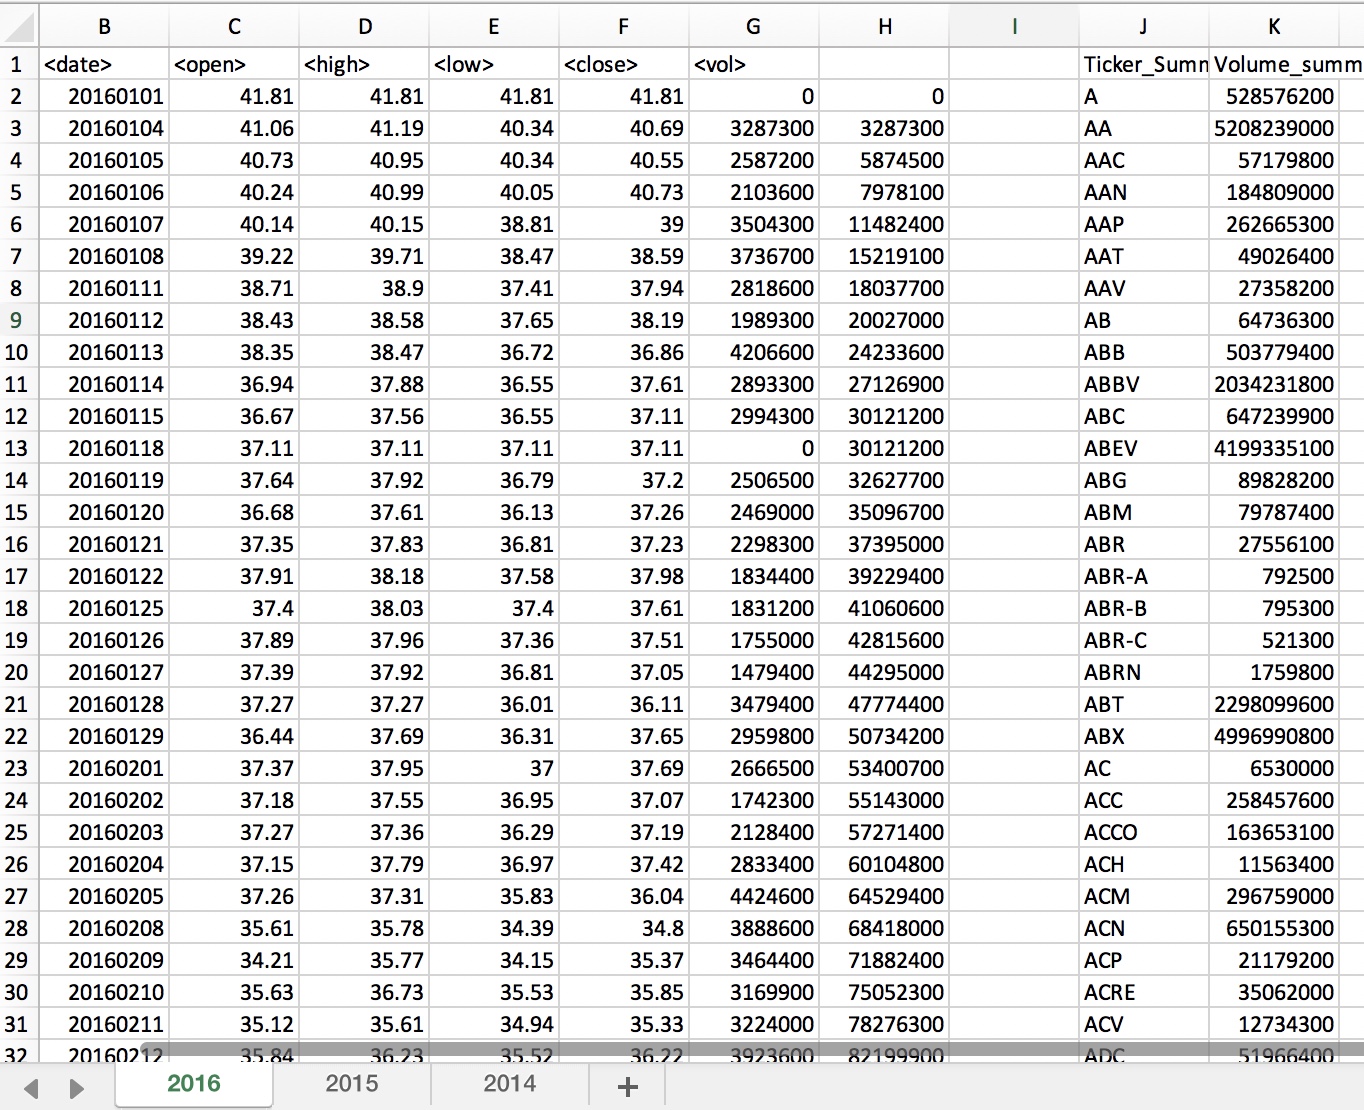 B C D E F G H I J K
1 <date> <open> <high> <low> <close> <vol> Ticker_Summ Volume_summ
2 20160101 41.81 41.81 41.81 41.81 0 0 A 528576200
3 20160104 41.06 41.19 40.34 40.69 3287300 3287300 AA 5208239000
4 20160105 40.73 40.95 40.34 40.55 2587200 5874500 AAC 57179800
5 20160106 40.24 40.99 40.05 40.73 2103600 7978100 AAN 184809000
6 20160107 40.14 40.15 38.81 39 3504300 11482400 AAP 262665300
7 20160108 39.22 39.71 38.47 38.59 3736700 15219100 AAT 49026400
8 20160111 38.71 38.9 37.41 37.94 2818600 18037700 AAV 27358200
9 20160112 38.43 38.58 37.65 38.19 1989300 20027000 AB 64736300
10 20160113 38.35 38.47 36.72 36.86 4206600 24233600 ABB 503779400
11 20160114 36.94 37.88 36.55 37.61 2893300 27126900 ABBV 2034231800
12 20160115 36.67 37.56 36.55 37.11 2994300 30121200 ABC 647239900
13 20160118 37.11 37.11 37.11 37.11 0 30121200 ABEV 4199335100
14 20160119 37.64 37.92 36.79 37.2 2506500 32627700 ABG 89828200
15 20160120 36.68 37.61 36.13 37.26 2469000 35096700 ABM 79787400
16 20160121 37.35 37.83 36.81 37.23 2298300 37395000 ABR 27556100
17 20160122 37.91 38.18 37.58 37.98 1834400 39229400 ABR-A 792500
18 20160125 37.4 38.03 37.4 37.61 1831200 41060600 ABR-B 795300
19 20160126 37.89 37.96 37.36 37.51 1755000 42815600 ABR-C 521300
20 20160127 37.39 37.92 36.81 37.05 1479400 44295000 ABRN 1759800
21 20160128 37.27 37.27 36.01 36.11 3479400 47774400 ABT 2298099600
22 20160129 36.44 37.69 36.31 37.65 2959800 50734200 ABX 4996990800
23 20160201 37.37 37.95 37 37.69 2666500 53400700 AC 6530000
24 20160202 37.18 37.55 36.95 37.07 1742300 55143000 ACC 258457600
25 20160203 37.27 37.36 36.29 37.19 2128400 57271400 ACCO 163653100
26 20160204 37.15 37.79 36.97 37.42 2833400 60104800 ACH 11563400
27 20160205 37.26 37.31 35.83 36.04 4424600 64529400 ACM 296759000
28 20160208 35.61 35.78 34.39 34.8 3888600 68418000 ACN 650155300
29 20160209 34.21 35.77 34.15 35.37 3464400 71882400 ACP 21179200
30 20160210 35.63 36.73 35.53 35.85 3169900 75052300 ACRE 35062000
31 20160211 35.12 35.61 34.94 35.33 3224000 78276300 ACV 12734300
32 20160212 35.84 36.23 35.52 36.22 3923600 82199900 ADC 51966400
2016 2015 2014 +